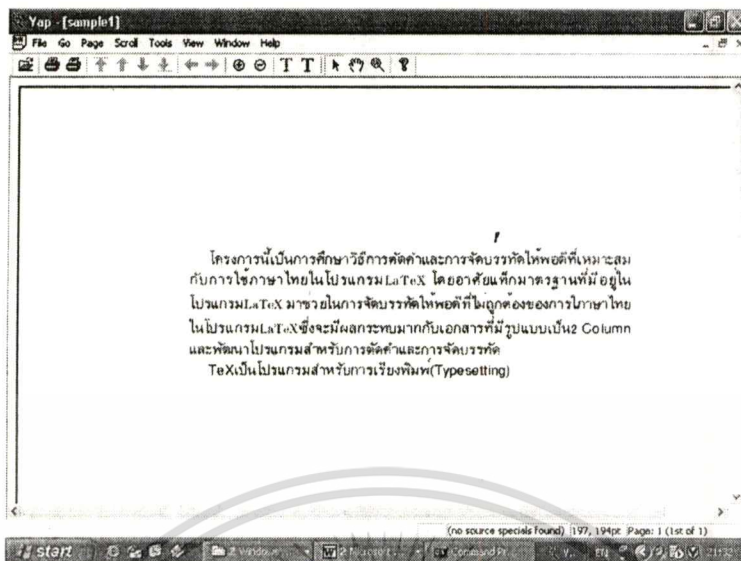 Yap - [sample1]
File Go Page Scroll Tools View Window Help
โครงการนี้เป็นการศึกษาวิธีการตัดคำและการจัดบรรทัดให้พอดีที่เหมาะสม
กับการใช้ภาษาไทยในโปรแกรมLaTeX โดยอาศัยแท็กมาตรฐานที่มีอยู่ใน
โปรแกรมLaTeX มาช่วยในการจัดบรรทัดให้พอดีที่ไม่ถูกต้องของการใภาษาไทย
ในโปรแกรมLaTeXซึ่งจะมีผลกระทบมากกับเอกสารที่มีรูปแบบเป็น2 Column
และพัฒนาโปรแกรมสำหรับการตัดคำและการจัดบรรทัด
TeXเป็นโปรแกรมสำหรับการเรียงพิมพ์(Typesetting)
(no source specials found) 197, 194pt Page: 1 (1st of 1)
start 2 Window 2 Microsoft Command Pr... Y... EN 21:32